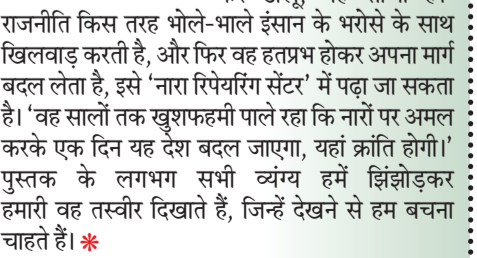 राजनीति किस तरह भोले-भाले इंसान के भरोसे के साथ
खिलवाड़ करती है, और फिर वह हतप्रभ होकर अपना मार्ग
बदल लेता है, इसे ‘नारा रिपेयरिंग सेंटर’ में पढ़ा जा सकता
है। ‘वह सालों तक खुशफहमी पाले रहा कि नारों पर अमल
करके एक दिन यह देश बदल जाएगा, यहां क्रांति होगी।’
पुस्तक के लगभग सभी व्यंग्य हमें झिंझोड़कर
हमारी वह तस्वीर दिखाते हैं, जिन्हें देखने से हम बचना
चाहते हैं।